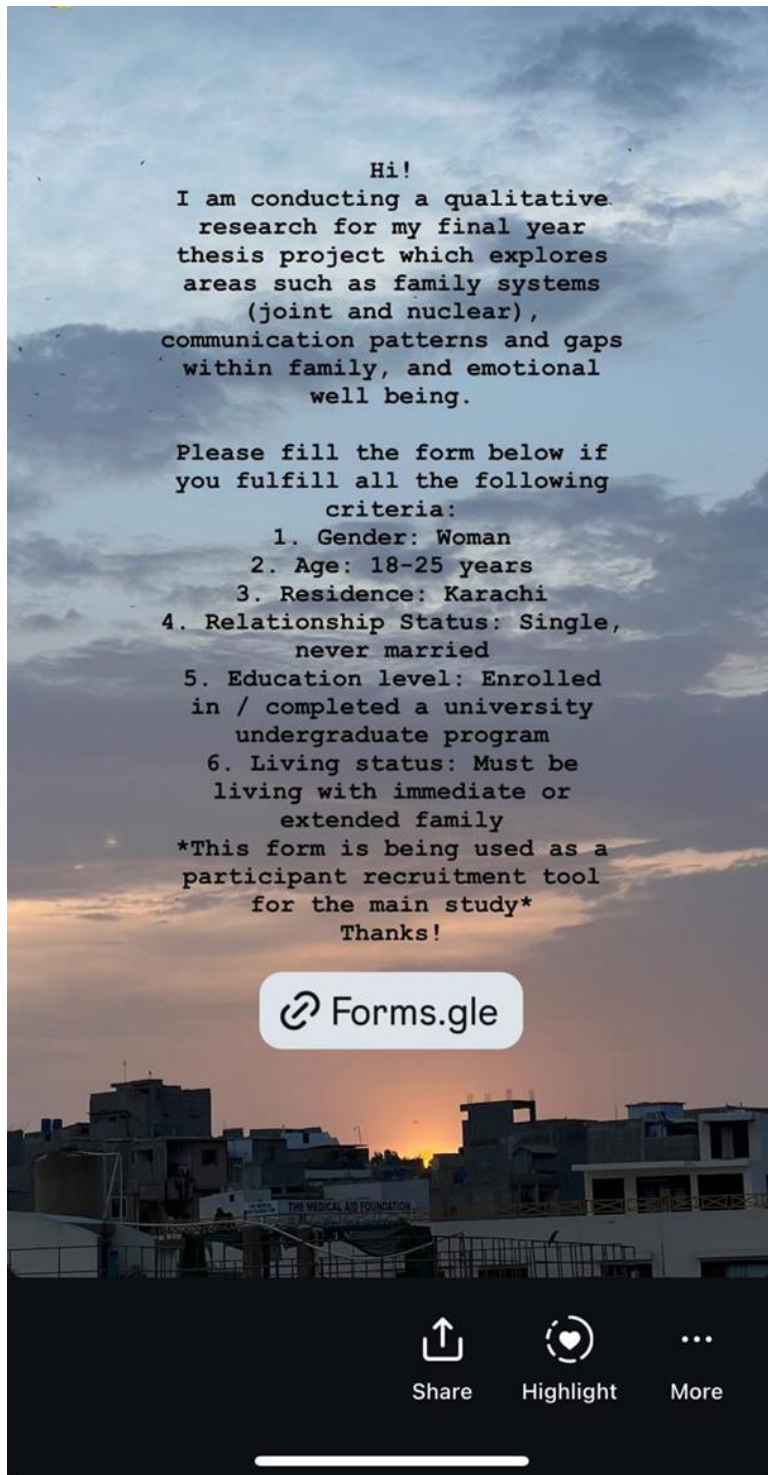 Hi!
I am conducting a qualitative
research for my final year
thesis project which explores
areas such as family systems
(joint and nuclear),
communication patterns and gaps
within family, and emotional
well being.
Please fill the form below if
you fulfill all the following
criteria:
1. Gender: Woman
2. Age: 18-25 years
3. Residence: Karachi
4. Relationship Status: Single,
never married
5. Education level: Enrolled
in / completed a university
undergraduate program
6. Living status: Must be
living with immediate or
extended family
*This form is being used as a
participant recruitment tool
for the main study*
Thanks!
Forms.gle
THE MEDICAL AID FOUNDATION
Share Highlight More